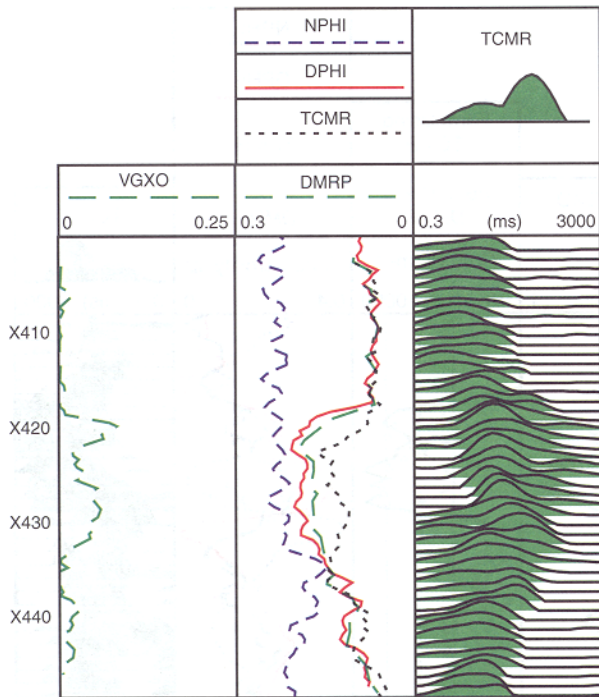 NPHI
DPHI
TCMR
TCMR
VGXO
0 0.25
DMRP
0.3 0
0.3 (ms) 3000
X410
X420
X430
X440